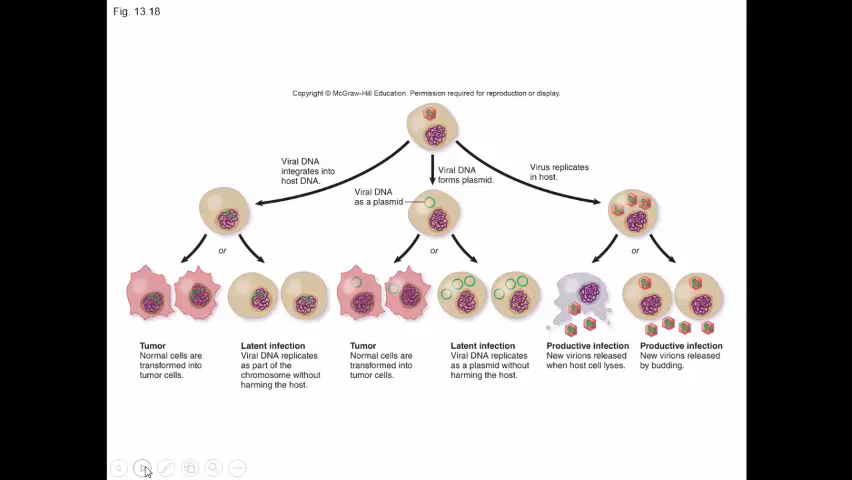 Fig. 13.18
Copyright © McGraw-Hill Education. Permission required for reproduction or display.
Viral DNA
integrates into
host DNA.
Viral DNA
forms plasmid.
Virus replicates
in host.
Viral DNA
as a plasmid
or
or
or
Tumor
Normal cells are
transformed into
tumor cells.
Latent infection
Viral DNA replicates
as part of the
chromosome without
harming the host.
Tumor
Normal cells are
transformed into
tumor cells.
Latent infection
Viral DNA replicates
as a plasmid without
harming the host.
Productive infection
New virions released
when host cell lyses.
Productive infection
New virions released
by budding.